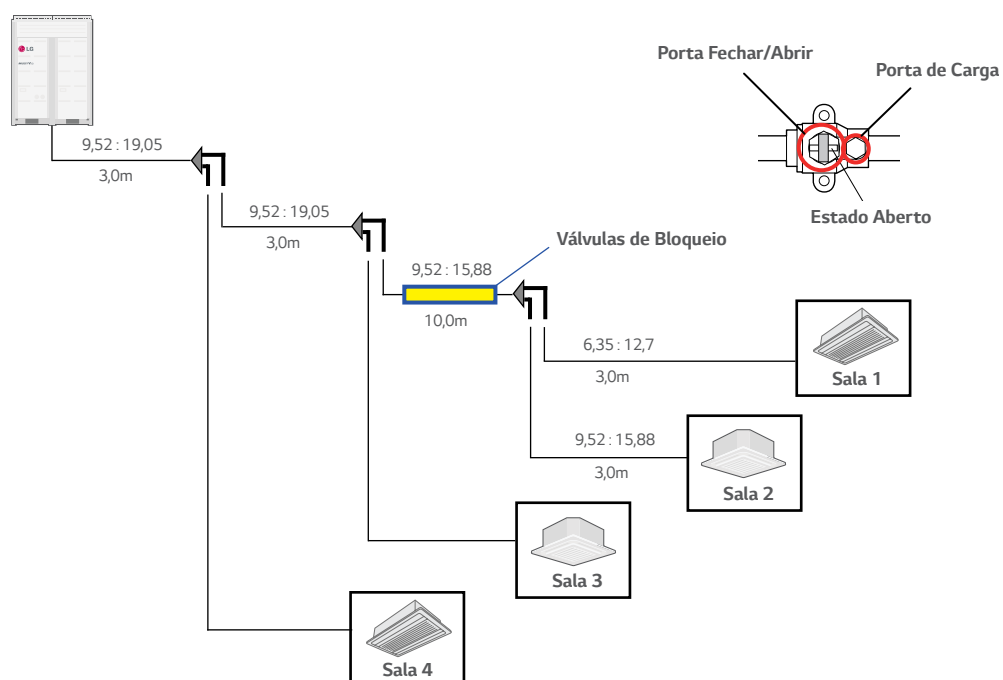 LG
Porta Fechar/Abrir
Porta de Carga
9,52 : 19,05
3,0m
Estado Aberto
9,52 : 19,05
3,0m
Válvulas de Bloqueio
9,52 : 15,88
10,0m
6,35 : 12,7
3,0m
Sala 1
9,52 : 15,88
3,0m
Sala 2
Sala 3
Sala 4